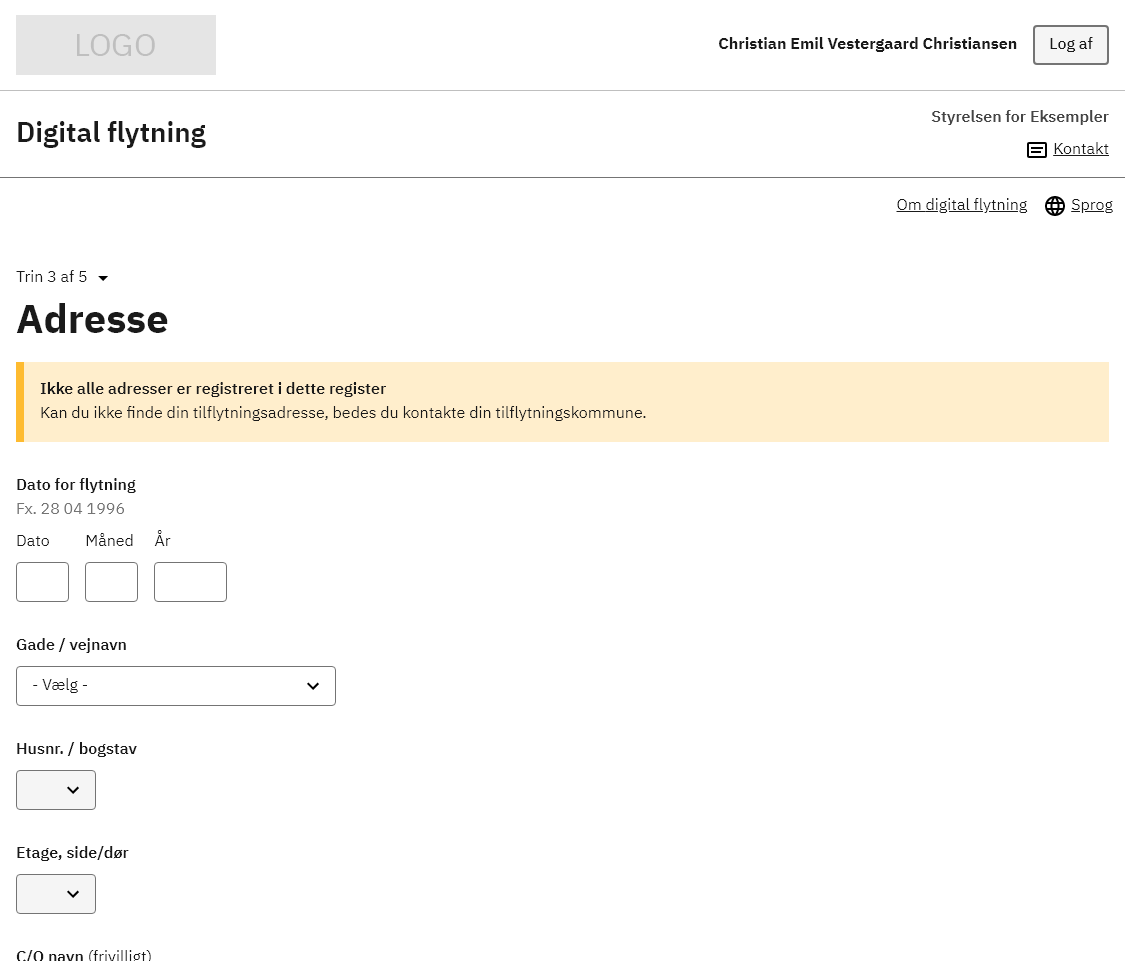 LOGO
Christian Emil Vestergaard Christiansen
Log af
Digital flytning
Styrelsen for Eksempler
Kontakt
Om digital flytning
Sprog
Trin 3 af 5
Adresse
Ikke alle adresser er registreret i dette register
Kan du ikke finde din tilflytningsadresse, bedes du kontakte din tilflytningskommune.
Dato for flytning
Fx. 28 04 1996
Dato
Måned
År
Gade / vejnavn
- Vælg -
Husnr. / bogstav
Etage, side/dør
C/O navn (frivilligt)